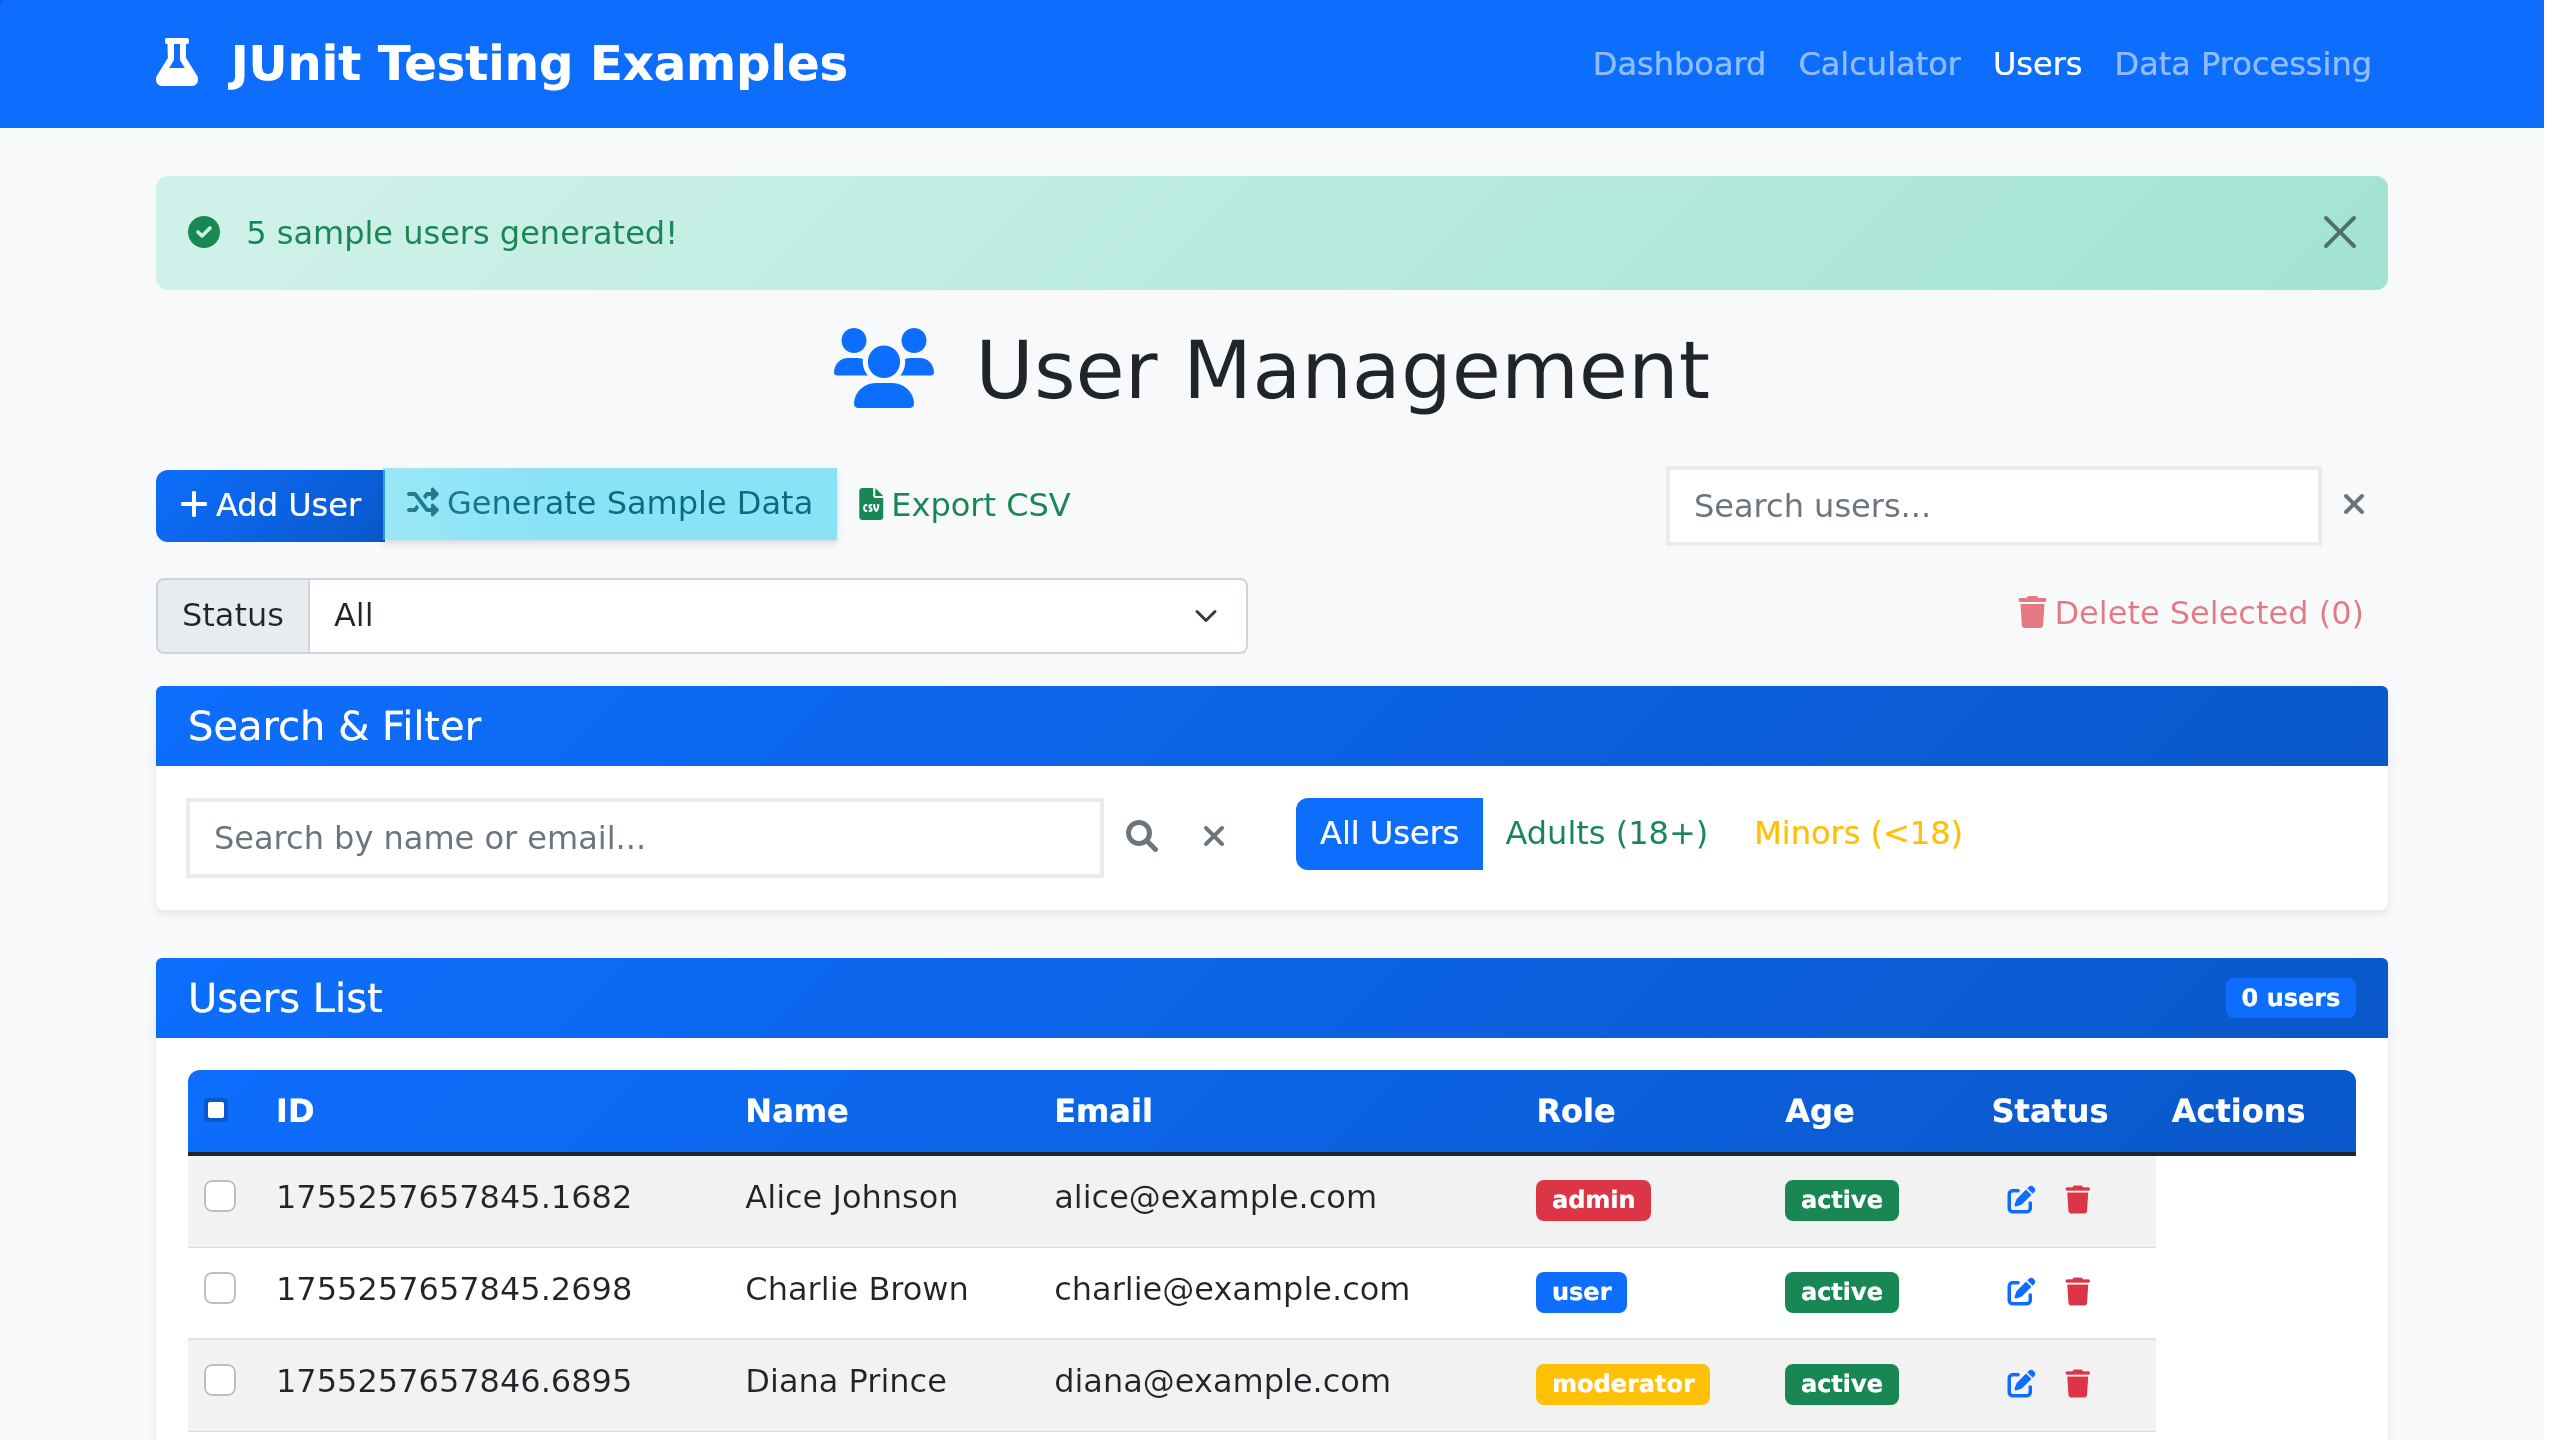 JUnit Testing Examples
Dashboard Calculator Users Data Processing
5 sample users generated!
User Management
Add User Generate Sample Data Export CSV Search users...
Status All Delete Selected (0)
Search & Filter
Search by name or email... All Users Adults (18+) Minors (<18)
Users List 0 users
ID Name Email Role Age Status Actions
1755257657845.1682 Alice Johnson alice@example.com admin active
1755257657845.2698 Charlie Brown charlie@example.com user active
1755257657846.6895 Diana Prince diana@example.com moderator active